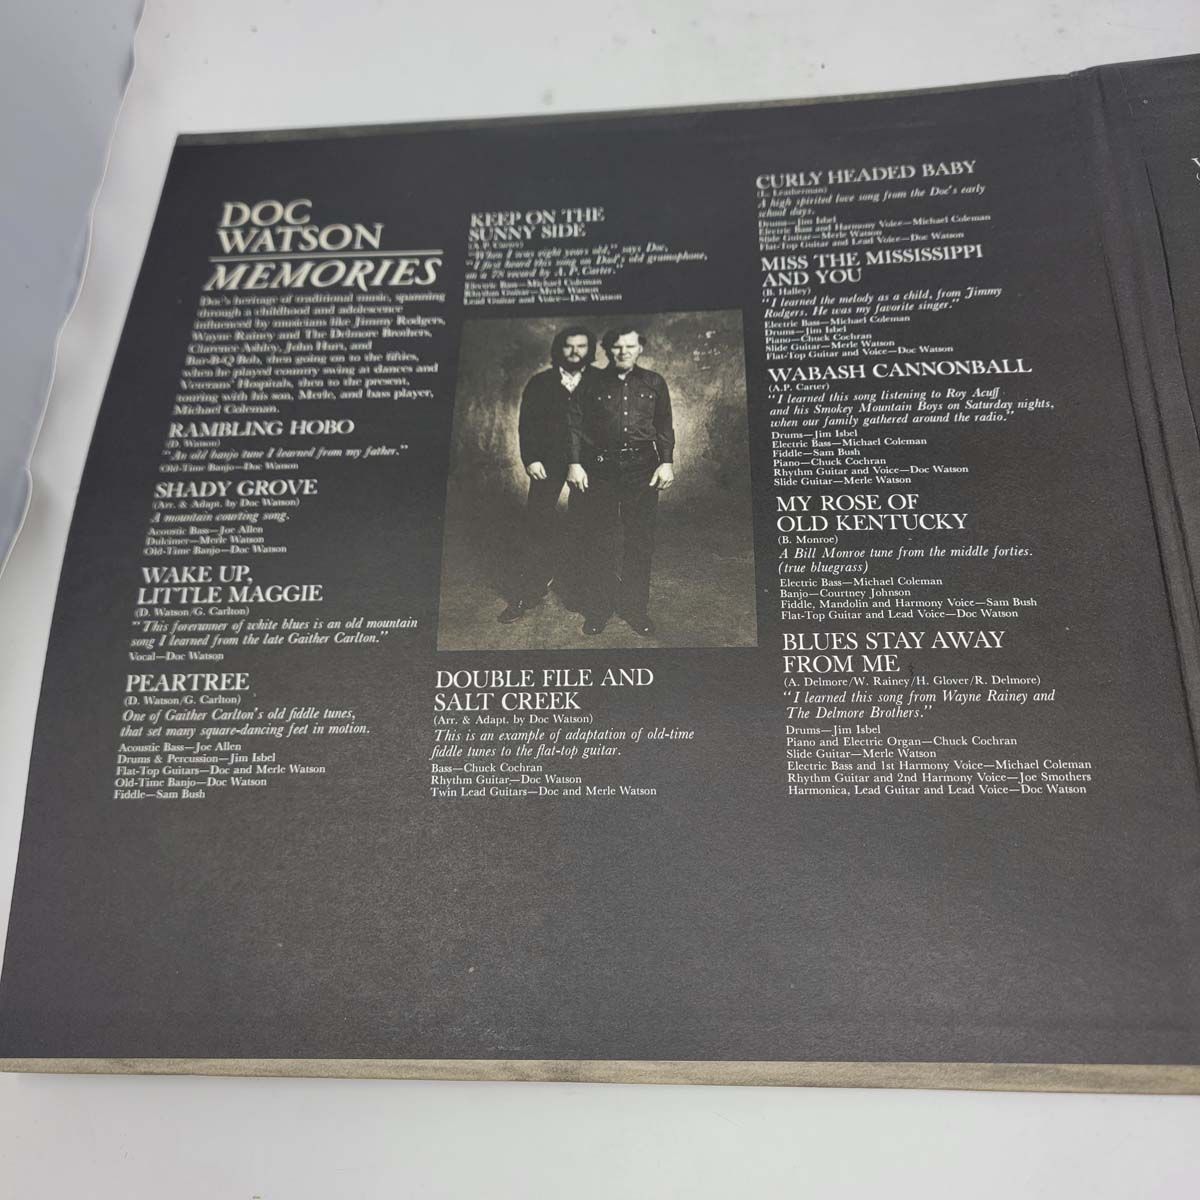 DOC
WATSON
MEMORIES
Doc's heritage of traditional music, spanning
through a childhood and adolescence
influenced by musicians like Jimmy Rodgers,
Wayne Rainey and The Delmore Brothers,
Clarence Ashley, John Hurt, and
Bar-B-Q Bob, then going on to the fifties,
when he played country swing at dances and
Veterans' Hospitals, then to the present,
touring with his son, Merle, and bass player,
Michael Coleman.
RAMBLING HOBO
(D. Watson)
"An old banjo tune I learned from my father."
Old-Time Banjo—Doc Watson
SHADY GROVE
(Arr. & Adapt. by Doc Watson)
A mountain courting song.
Acoustic Bass—Joe Allen
Dulcimer—Merle Watson
Old-Time Banjo—Doc Watson
WAKE UP,
LITTLE MAGGIE
(D. Watson/G. Carlton)
"This forerunner of white blues is an old mountain
song I learned from the late Gaither Carlton."
Vocal—Doc Watson
PEARTREE
(D. Watson/G. Carlton)
One of Gaither Carlton's old fiddle tunes,
that set many square-dancing feet in motion.
Acoustic Bass—Joe Allen
Drums & Percussion—Jim Isbel
Flat-Top Guitars—Doc and Merle Watson
Old-Time Banjo—Doc Watson
Fiddle—Sam Bush
KEEP ON THE
SUNNY SIDE
(A.P. Carter)
"When I was eight years old," says Doc,
"I first heard this song on Dad's old gramophone,
on a 78 record by A. P. Carter."
Electric Bass—Michael Coleman
Rhythm Guitar—Merle Watson
Lead Guitar and Voice—Doc Watson
DOUBLE FILE AND
SALT CREEK
(Arr. & Adapt. by Doc Watson)
This is an example of adaptation of old-time
fiddle tunes to the flat-top guitar.
Bass—Chuck Cochran
Rhythm Guitar—Doc Watson
Twin Lead Guitars—Doc and Merle Watson
CURLY HEADED BABY
(L. Leatherman)
A high spirited love song from the Doc's early
school days.
Drums—Jim Isbel
Electric Bass and Harmony Voice—Michael Coleman
Slide Guitar—Merle Watson
Flat-Top Guitar and Lead Voice—Doc Watson
MISS THE MISSISSIPPI
AND YOU
(B. Halley)
"I learned the melody as a child, from Jimmy
Rodgers. He was my favorite singer."
Electric Bass—Michael Coleman
Drums—Jim Isbel
Piano—Chuck Cochran
Slide Guitar—Merle Watson
Flat-Top Guitar and Voice—Doc Watson
WABASH CANNONBALL
(A.P. Carter)
"I learned this song listening to Roy Acuff
and his Smokey Mountain Boys on Saturday nights,
when our family gathered around the radio."
Drums—Jim Isbel
Electric Bass—Michael Coleman
Fiddle—Sam Bush
Piano—Chuck Cochran
Rhythm Guitar and Voice—Doc Watson
Slide Guitar—Merle Watson
MY ROSE OF
OLD KENTUCKY
(B. Monroe)
A Bill Monroe tune from the middle forties.
(true bluegrass)
Electric Bass—Michael Coleman
Banjo—Courtney Johnson
Fiddle, Mandolin and Harmony Voice—Sam Bush
Flat-Top Guitar and Lead Voice—Doc Watson
BLUES STAY AWAY
FROM ME
(A. Delmore/W. Rainey/H. Glover/R. Delmore)
"I learned this song from Wayne Rainey and
The Delmore Brothers."
Drums—Jim Isbel
Piano and Electric Organ—Chuck Cochran
Slide Guitar—Merle Watson
Electric Bass and 1st Harmony Voice—Michael Coleman
Rhythm Guitar and 2nd Harmony Voice—Joe Smothers
Harmonica, Lead Guitar and Lead Voice—Doc Watson